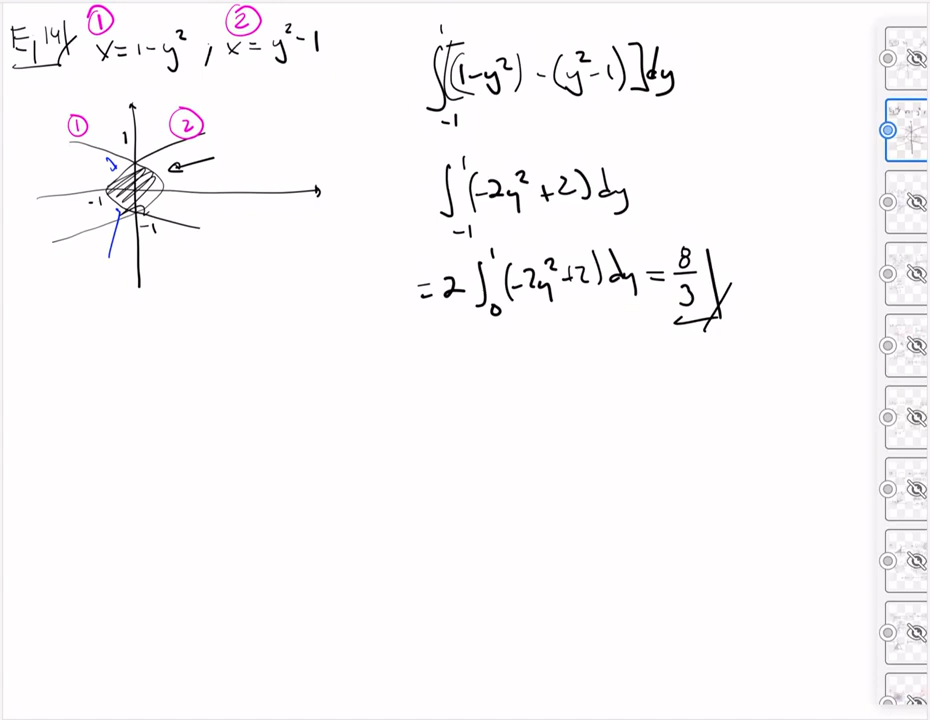 E,14) ① x=1-y² , ② x=y²-1
① ②
1
-1
-1
∫₋₁¹[(1-y²)-(y²-1)]dy
∫₋₁¹(-2y²+2)dy
=2∫₀¹(-2y²+2)dy=8/3